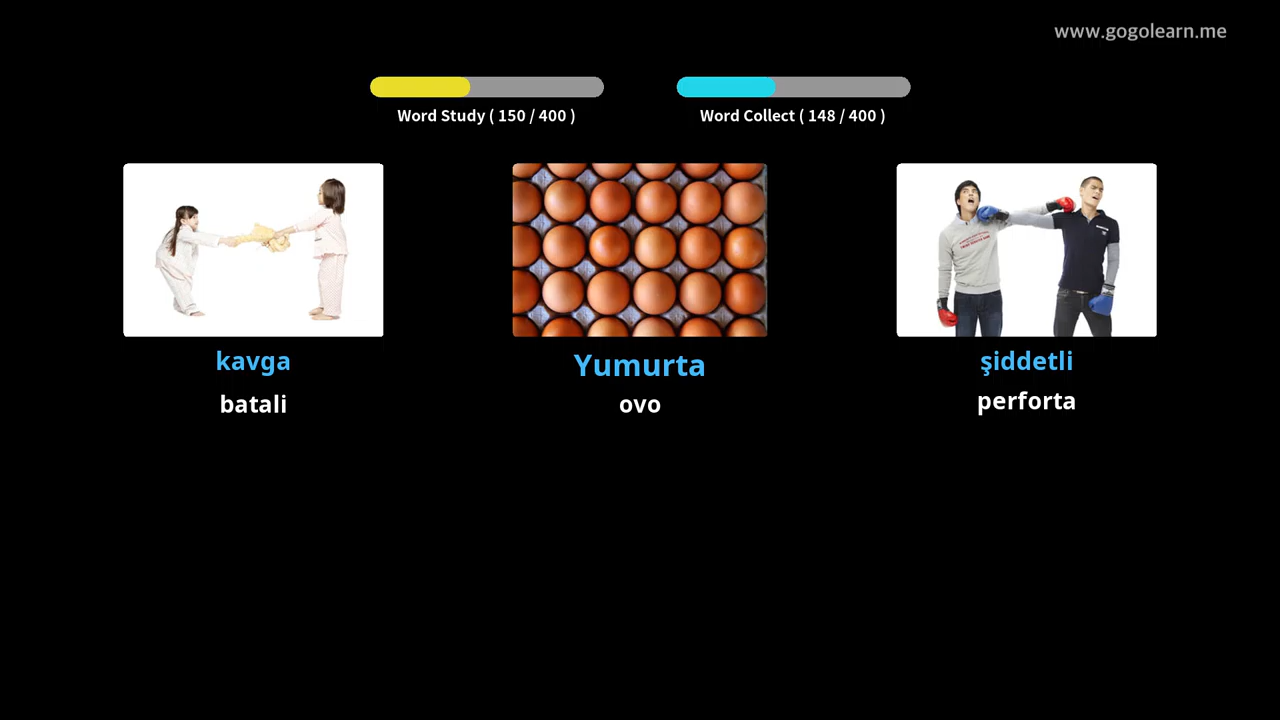 www.gogolearn.me
Word Study ( 150 / 400 )
Word Collect ( 148 / 400 )
kavga
Yumurta
şiddetli
batali
ovo
perforta